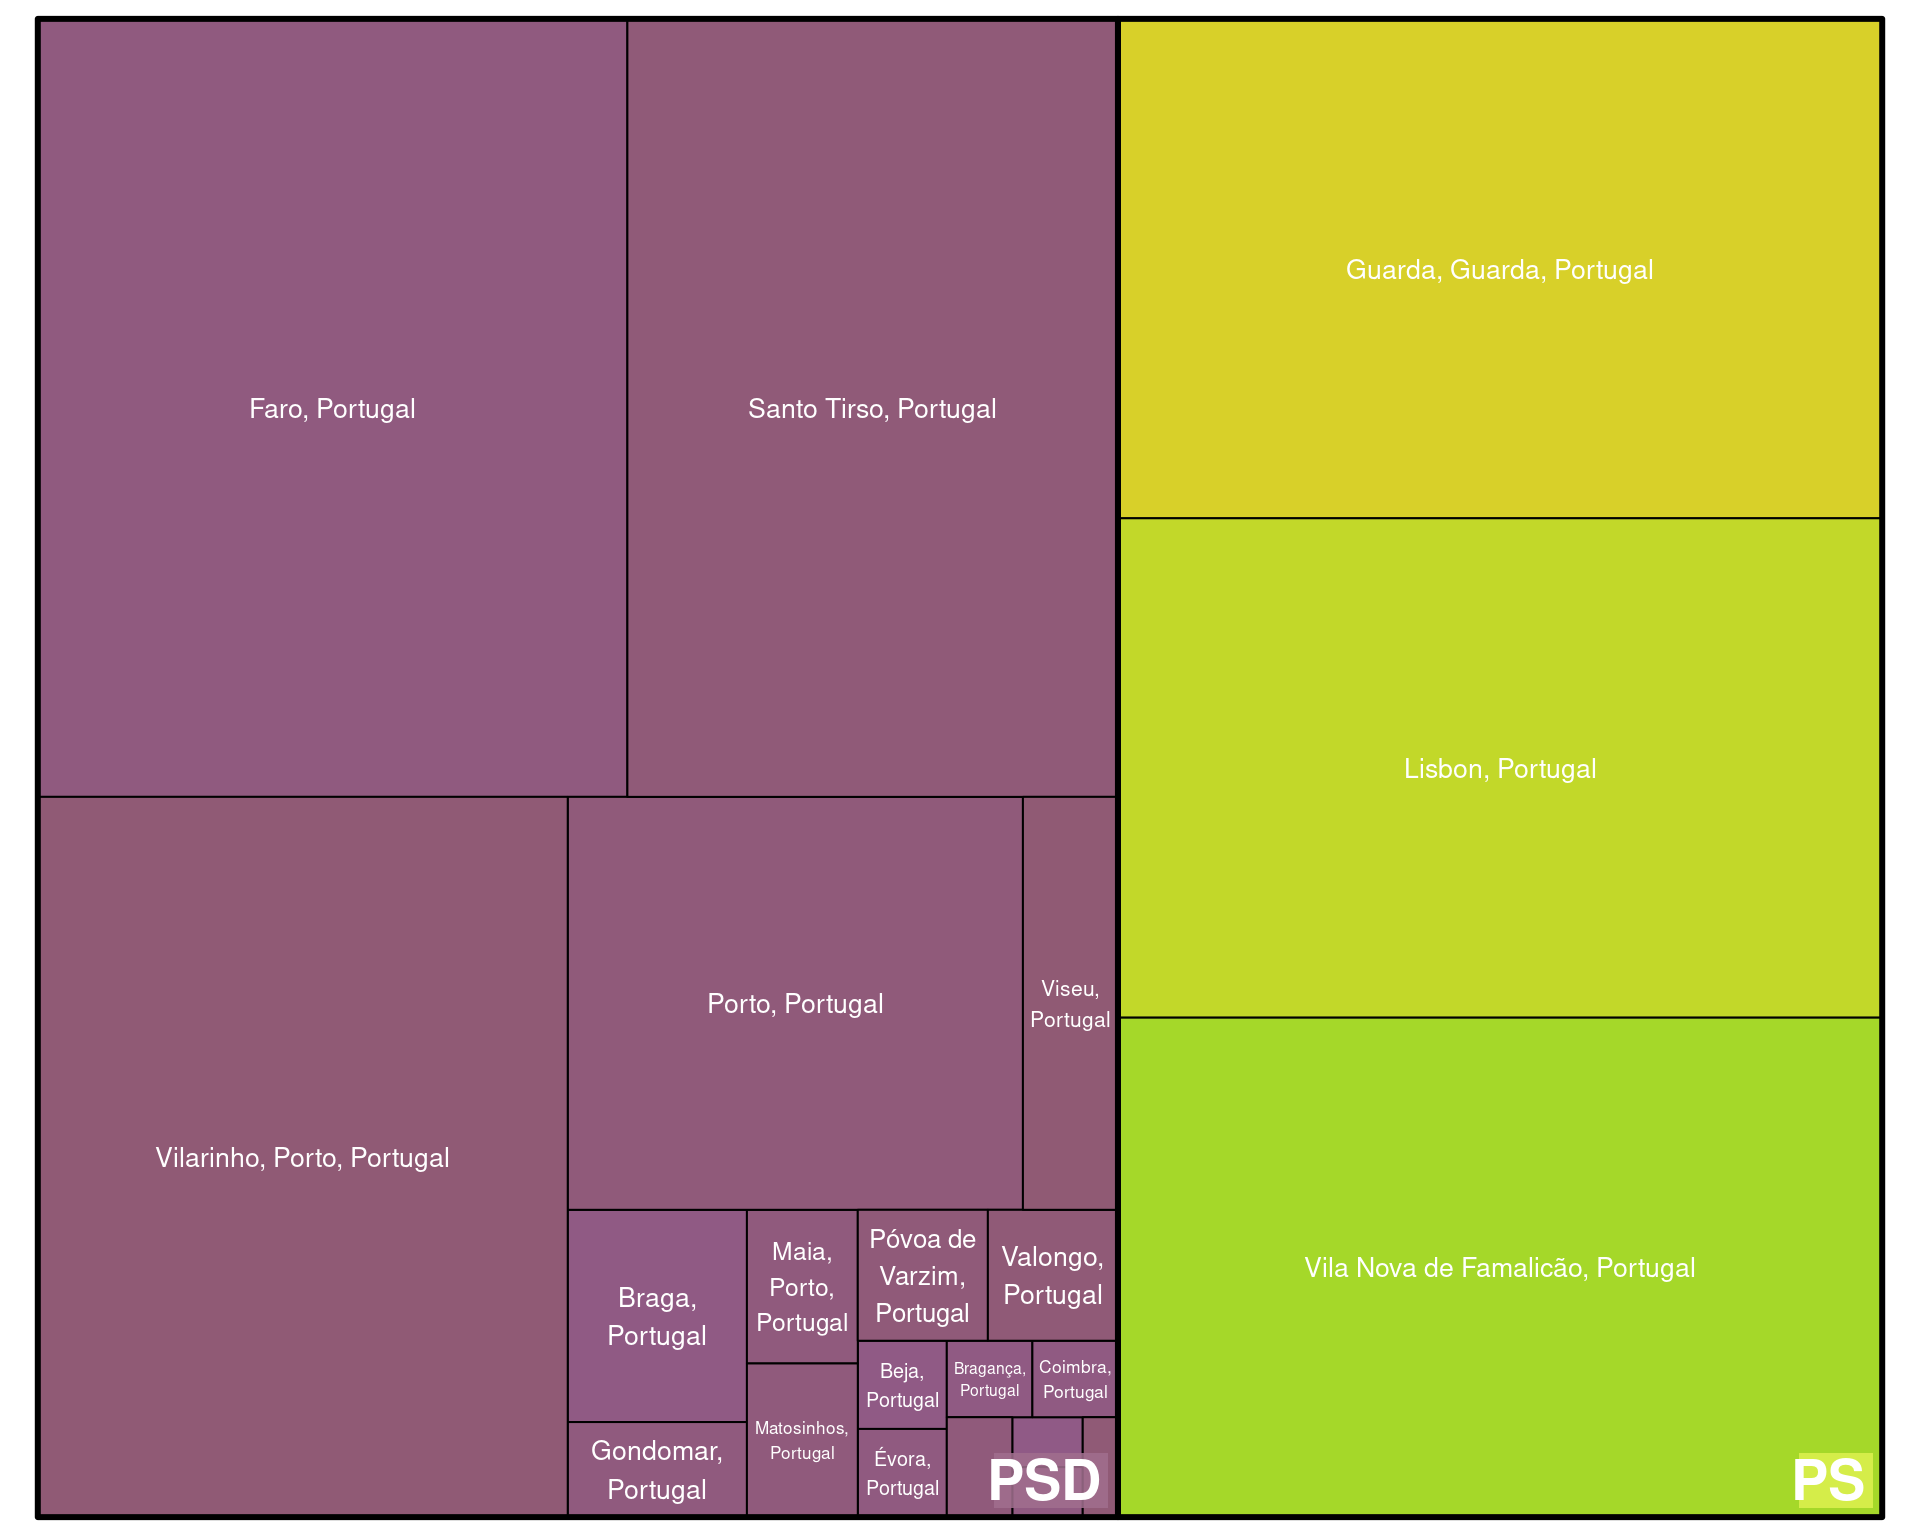 Faro, Portugal
Santo Tirso, Portugal
Guarda, Guarda, Portugal
Lisbon, Portugal
Vilarinho, Porto, Portugal
Porto, Portugal
Viseu,
Portugal
Braga,
Portugal
Maia,
Porto,
Portugal
Póvoa de
Varzim,
Portugal
Valongo,
Portugal
Vila Nova de Famalicão, Portugal
Beja,
Portugal
Bragança,
Portugal
Coimbra,
Portugal
Gondomar,
Portugal
Matosinhos,
Portugal
Évora,
Portugal
PSD
PS